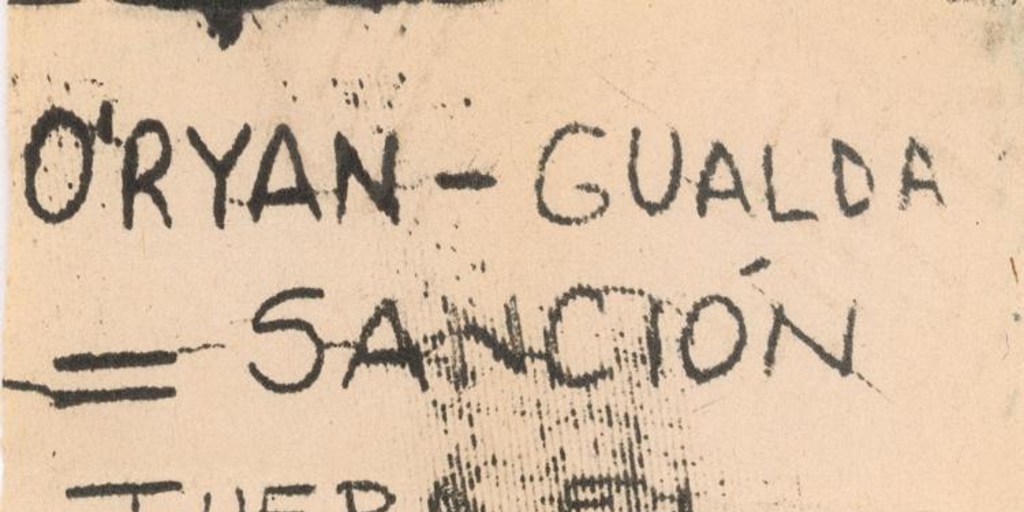 O'RYAN - GUALDA
= SANCIÓN